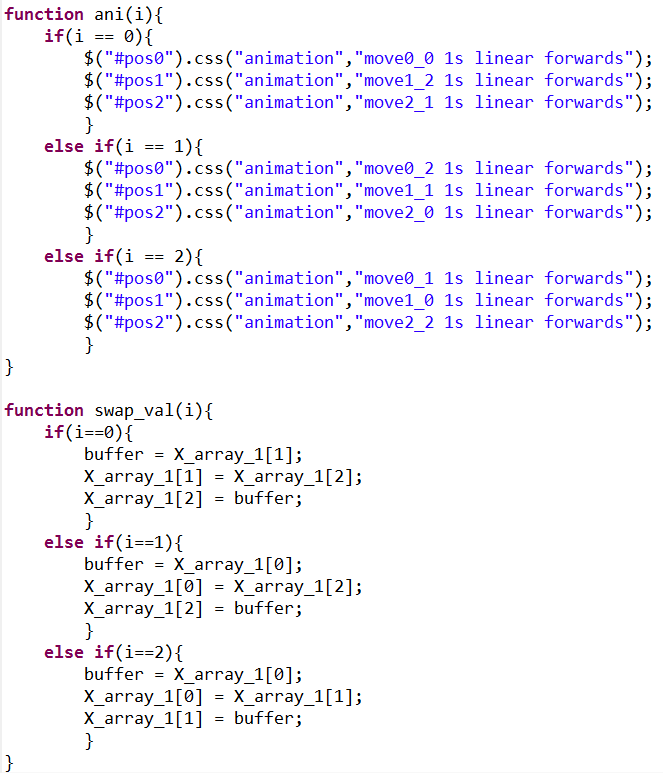 function ani(i){
    if(i == 0){
        $("#pos0").css("animation","move0_0 1s linear forwards");
        $("#pos1").css("animation","move1_2 1s linear forwards");
        $("#pos2").css("animation","move2_1 1s linear forwards");
        }
    else if(i == 1){
        $("#pos0").css("animation","move0_2 1s linear forwards");
        $("#pos1").css("animation","move1_1 1s linear forwards");
        $("#pos2").css("animation","move2_0 1s linear forwards");
        }
    else if(i == 2){
        $("#pos0").css("animation","move0_1 1s linear forwards");
        $("#pos1").css("animation","move1_0 1s linear forwards");
        $("#pos2").css("animation","move2_2 1s linear forwards");
        }
}

function swap_val(i){
    if(i==0){
        buffer = X_array_1[1];
        X_array_1[1] = X_array_1[2];
        X_array_1[2] = buffer;
        }
    else if(i==1){
        buffer = X_array_1[0];
        X_array_1[0] = X_array_1[2];
        X_array_1[2] = buffer;
        }
    else if(i==2){
        buffer = X_array_1[0];
        X_array_1[0] = X_array_1[1];
        X_array_1[1] = buffer;
        }
}